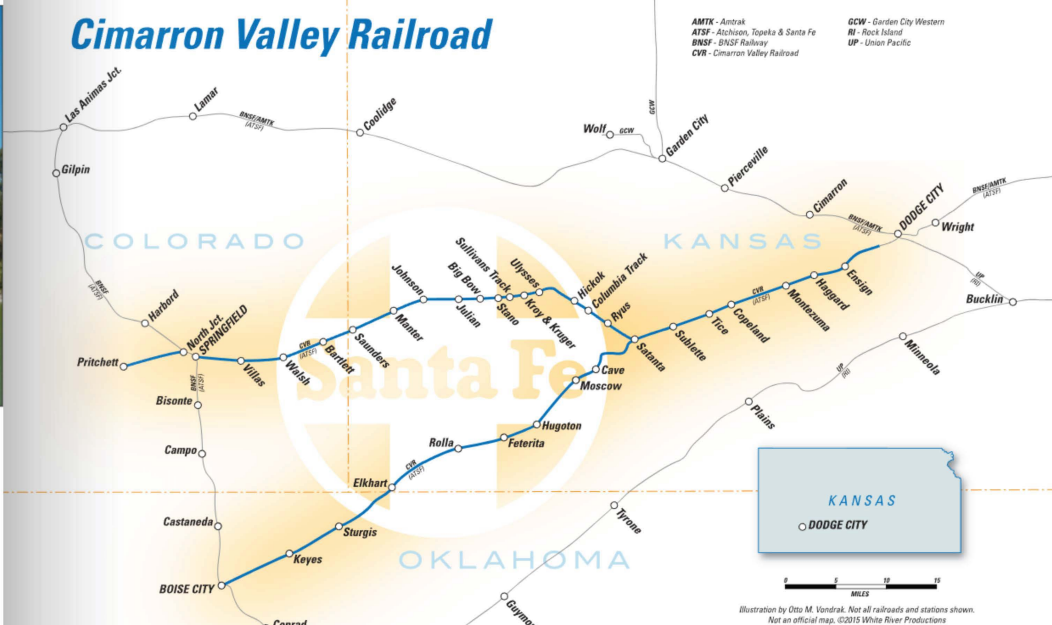 Cimarron Valley Railroad
AMTK - Amtrak
ATSF - Atchison, Topeka & Santa Fe
BNSF - BNSF Railway
CVR - Cimarron Valley Railroad
GCW - Garden City Western
RI - Rock Island
UP - Union Pacific
Las Animas Jct.
Lamar
BNSF/AMTK
(ATSF)
Coolidge
Wolf
GCW
GCW
Garden City
Pierceville
Cimarron
BNSF/AMTK
(ATSF)
DODGE CITY
Wright
BNSF/AMTK
(ATSF)
Gilpin
COLORADO
KANSAS
UP
(RI)
Bucklin
BNSF
(ATSF)
Harbord
North Jct.
SPRINGFIELD
Pritchett
Villas
Walsh
CVR
(ATSF)
Bartlett
Saunders
Manter
Johnson
Julian
Big Bow
Stano
Sullivans Track
Kroy & Kruger
Ulysses
Hickok
Columbia Track
Ryus
Satanta
Sublette
Tice
Copeland
CVR
(ATSF)
Montezuma
Haggard
Ensign
Minneola
UP
(RI)
Plains
Santa Fe
Cave
Moscow
Hugoton
Feterita
Rolla
CVR
(ATSF)
Elkhart
Sturgis
Keyes
BOISE CITY
BNSF
(ATSF)
Bisonte
Campo
Castaneda
Conrad
OKLAHOMA
Tyrone
KANSAS
DODGE CITY
0 5 10 15
MILES
Illustration by Otto M. Vondrak. Not all railroads and stations shown.
Not an official map. ©2015 White River Productions